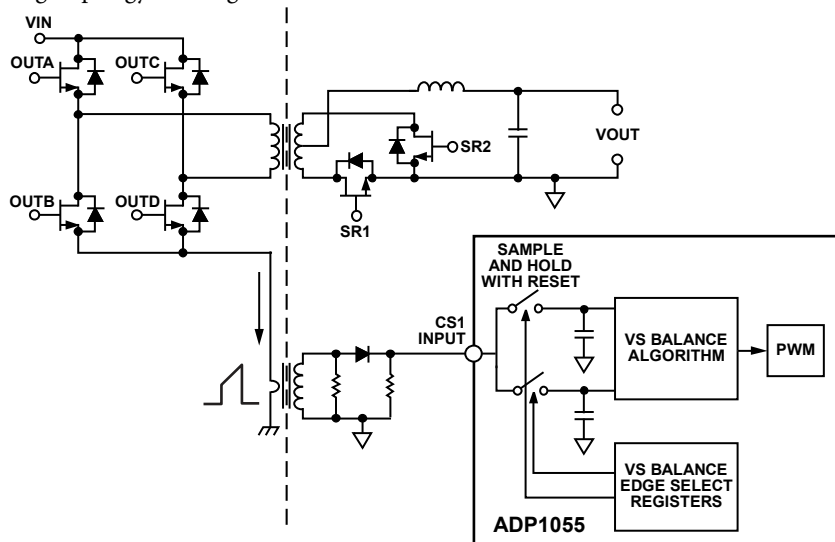 VIN
OUTA
OUTC
OUTB
OUTD
SR2
SR1
VOUT
SAMPLE
AND HOLD
WITH RESET
CS1
INPUT
VS BALANCE
ALGORITHM
PWM
VS BALANCE
EDGE SELECT
REGISTERS
ADP1055